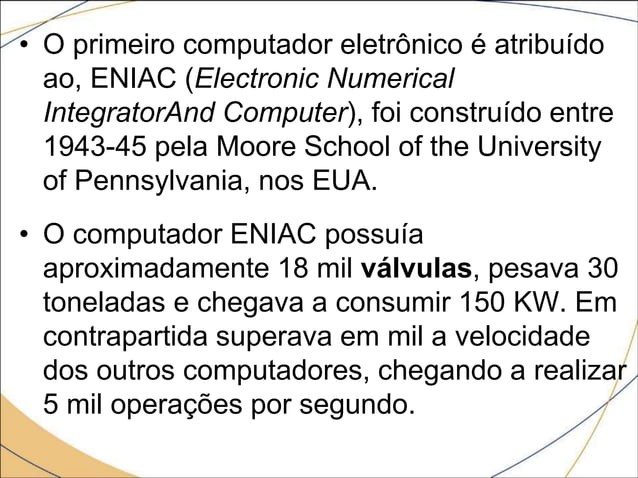 • O primeiro computador eletrônico é atribuído
ao, ENIAC (Electronic Numerical
IntegratorAnd Computer), foi construído entre
1943-45 pela Moore School of the University
of Pennsylvania, nos EUA.
• O computador ENIAC possuía
aproximadamente 18 mil válvulas, pesava 30
toneladas e chegava a consumir 150 KW. Em
contrapartida superava em mil a velocidade
dos outros computadores, chegando a realizar
5 mil operações por segundo.